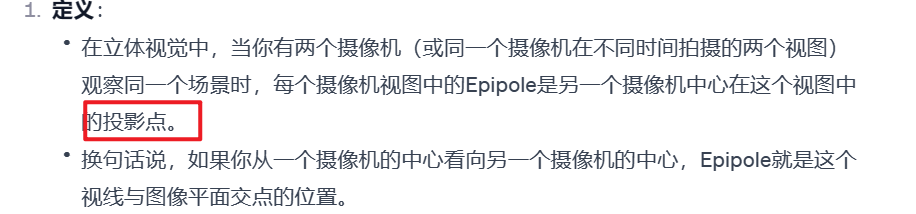 1. 定义：
• 在立体视觉中，当你有两个摄像机（或同一个摄像机在不同时间拍摄的两个视图）
观察同一个场景时，每个摄像机视图中的Epipole是另一个摄像机中心在这个视图中
的投影点。
• 换句话说，如果你从一个摄像机的中心看向另一个摄像机的中心，Epipole就是这个
视线与图像平面交点的位置。